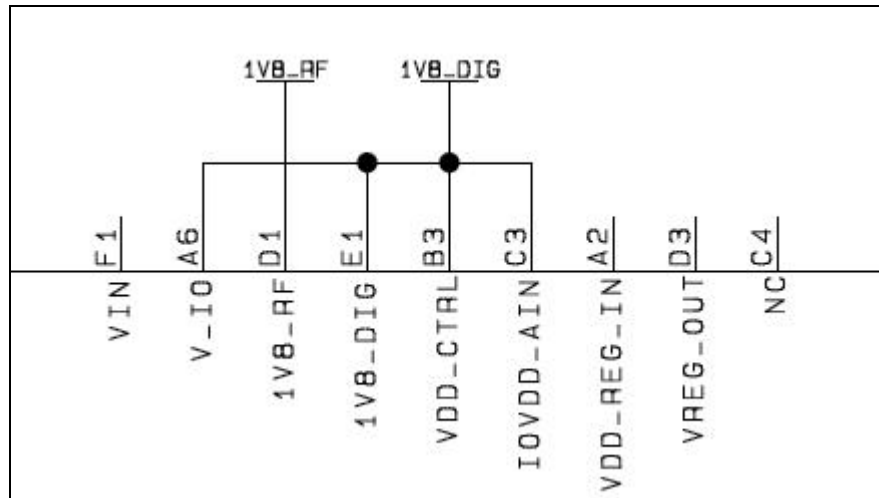 1V8_RF
1V8_DIG
F1
A6
D1
E1
B3
C3
A2
D3
C4
VIN
V_IO
1V8_RF
1V8_DIG
VDD_CTRL
IOVDD_AIN
VDD_REG_IN
VREG_OUT
NC